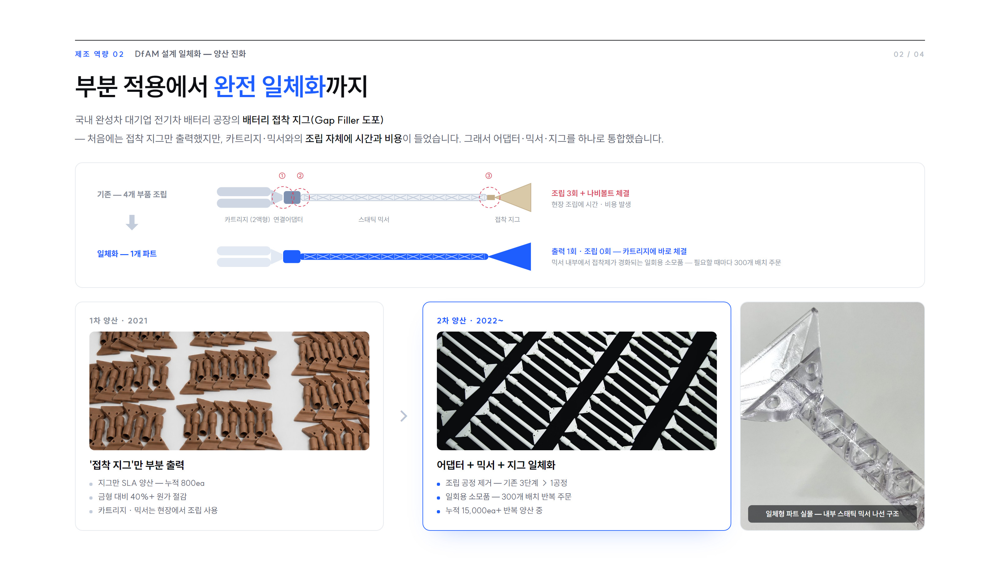 제조 역량 02 DfAM 설계 일체화 — 양산 진화
02 / 04
부분 적용에서 완전 일체화까지
국내 완성차 대기업 전기차 배터리 공장의 배터리 접착 지그(Gap Filler 도포)
— 처음에는 접착 지그만 출력했지만, 카트리지·믹서와의 조립 자체에 시간과 비용이 들었습니다. 그래서 어댑터·믹서·지그를 하나로 통합했습니다.
① ② ③
기존 — 4개 부품 조립
조립 3회 + 나비볼트 체결
현장 조립에 시간 · 비용 발생
카트리지 (2액형) 연결어댑터 스태틱 믹서 접착 지그
일체화 — 1개 파트
출력 1회 · 조립 0회 — 카트리지에 바로 체결
믹서 내부에서 접착제가 경화되는 일회용 소모품 — 필요할 때마다 300개 배치 주문
1차 양산 · 2021
'접착 지그'만 부분 출력
지그만 SLA 양산 — 누적 800ea
금형 대비 40%+ 원가 절감
카트리지 · 믹서는 현장에서 조립 사용
2차 양산 · 2022~
어댑터 + 믹서 + 지그 일체화
조립 공정 제거 — 기존 3단계 > 1공정
일회용 소모품 — 300개 배치 반복 주문
누적 15,000ea+ 반복 양산 중
일체형 파트 실물 — 내부 스태틱 믹서 나선 구조